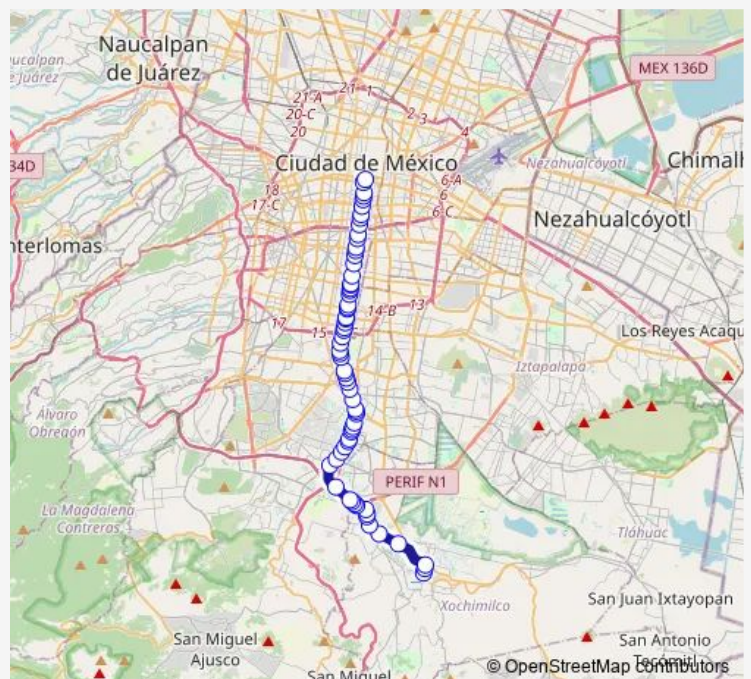 Naucalpan
de Juárez
MEX 136D
21-A
21
1
20-C
20
2
3
4
34D
Ciudad de México
Nezahualcóyotl
Chimalh
18
17-C
6-A
6
6-C
Nezahualcóyotl
nterlomas
17
15
14-B
13
Los Reyes Acaqu
Iztapalapa
Álvaro
Obregón
PERIF N1
La Magdalena
Contreras
Tláhuac
Xochimilco
San Juan Ixtayopan
San Miguel
Ajusco
San Antonio
Tecómitl
San Miguel
© OpenStreetMap contributors